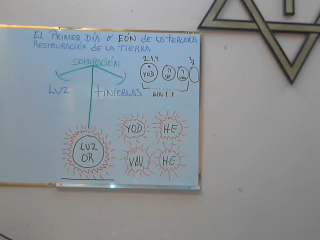 EL PRIMER DÍA O EÓN DE LA TERCERA
RESTAURACIÓN DE LA TIERRA
SEPARACIÓN
LUZ
TINIEBLAS
YOD
LUZ
OR
YOD
HE
VAV
HE